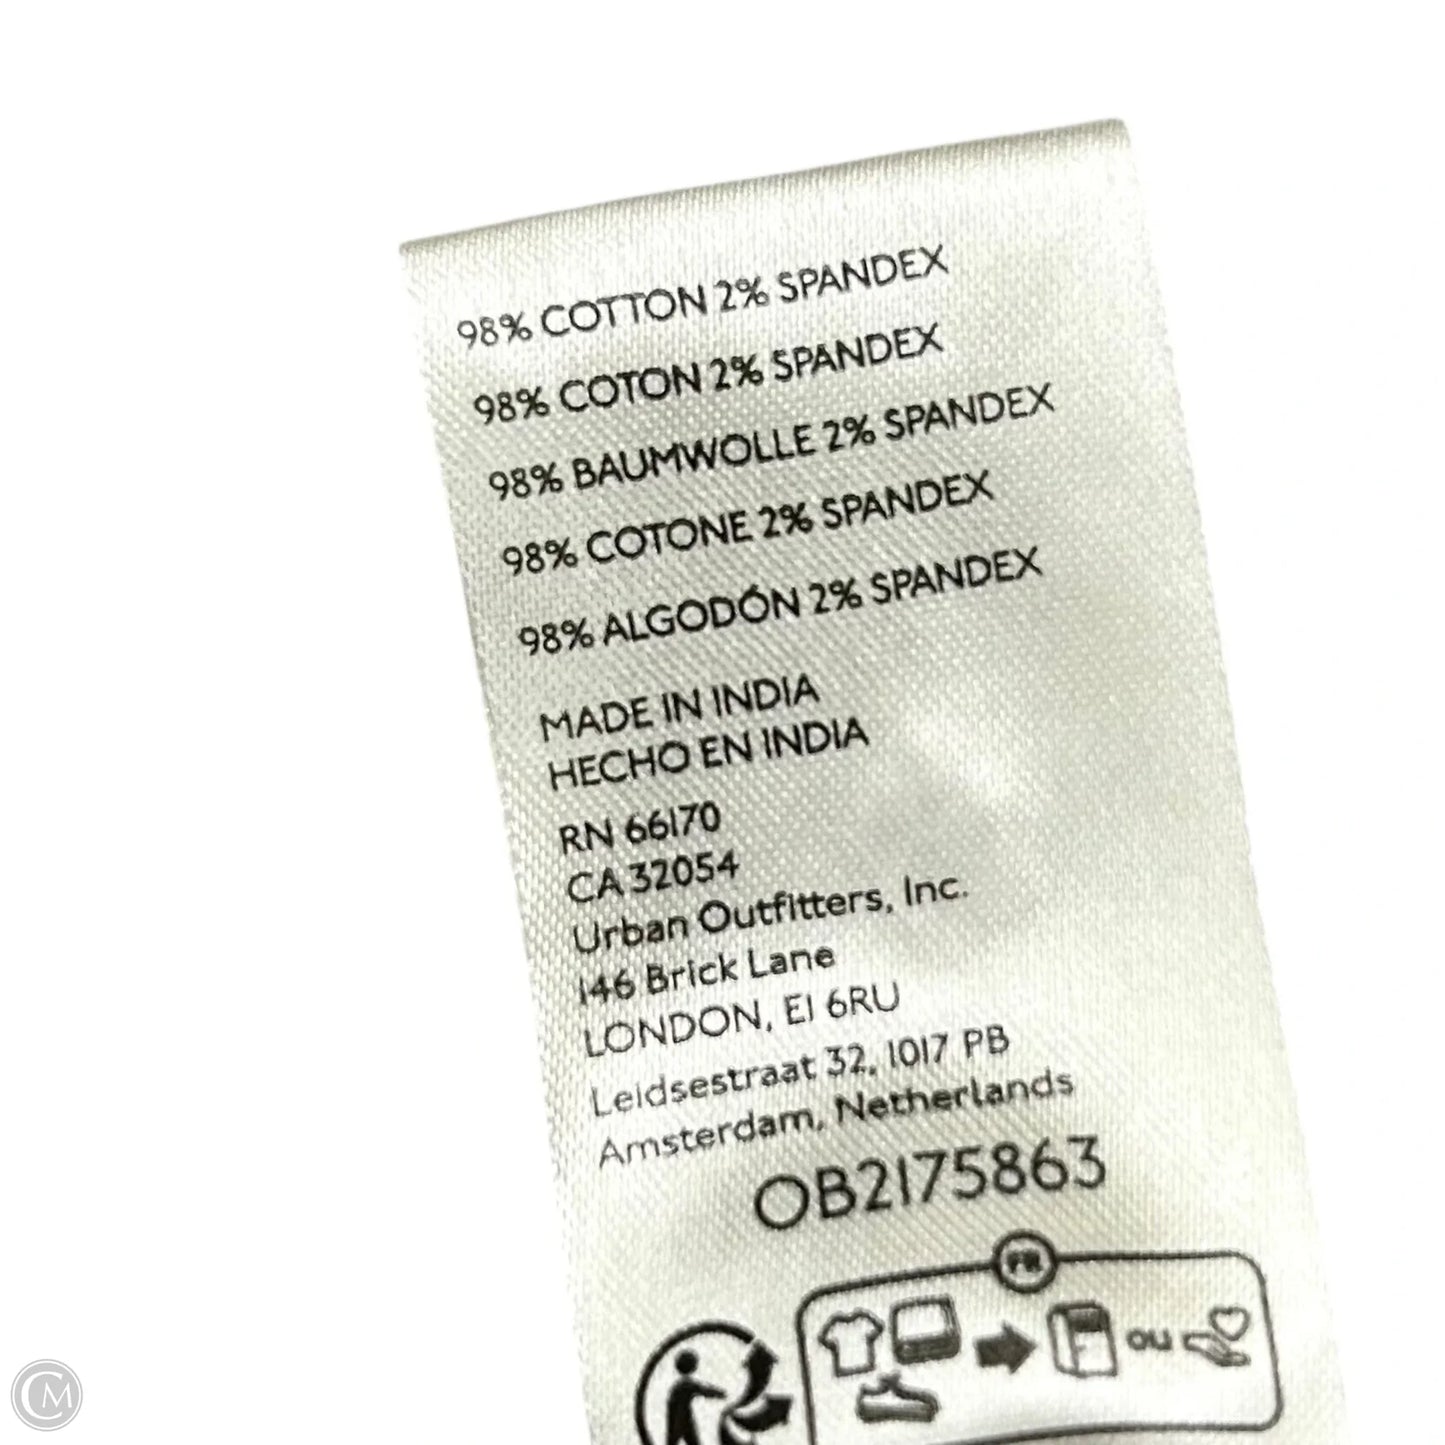 98% COTTON 2% SPANDEX
98% COTON 2% SPANDEX
98% BAUMWOLLE 2% SPANDEX
98% COTONE 2% SPANDEX
98% ALGODÓN 2% SPANDEX
MADE IN INDIA
HECHO EN INDIA
RN 66170
CA 32054
Urban Outfitters, Inc.
146 Brick Lane
LONDON, E1 6RU
Leidsestraat 32, 1017 PB
Amsterdam, Netherlands
OB2175863
FR
ou
CM